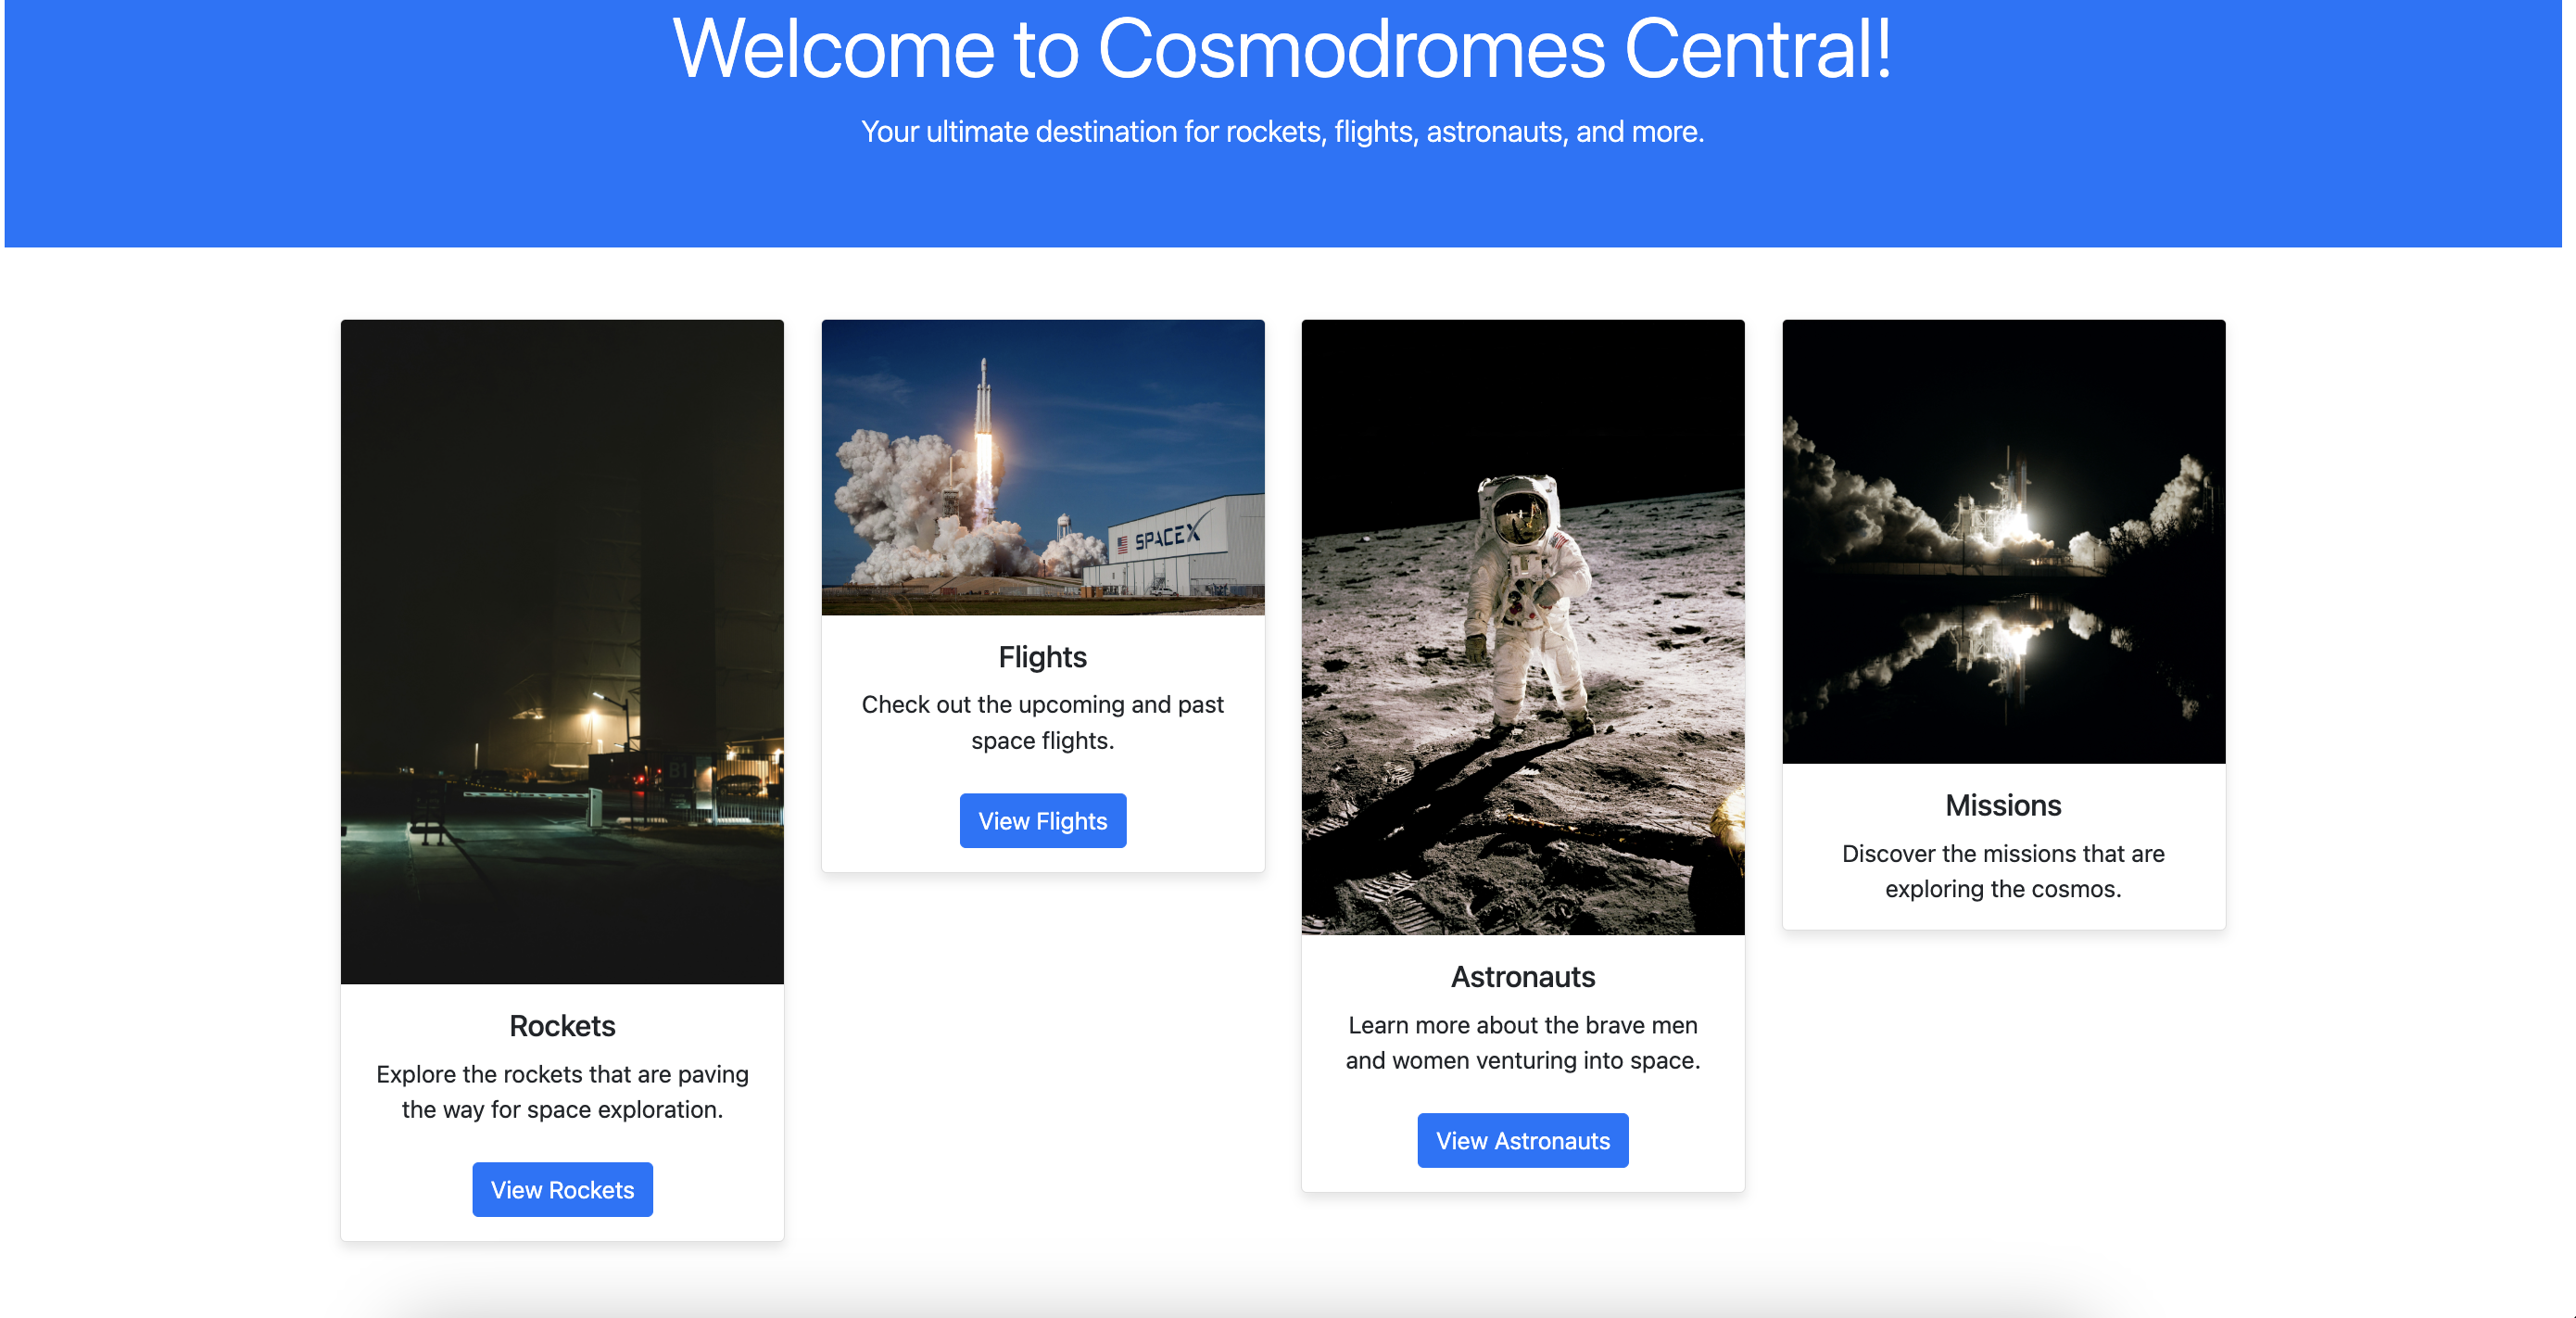 Welcome to Cosmodromes Central!
Your ultimate destination for rockets, flights, astronauts, and more.
SPACEX
B1
Rockets
Explore the rockets that are paving
the way for space exploration.
View Rockets
Flights
Check out the upcoming and past
space flights.
View Flights
Astronauts
Learn more about the brave men
and women venturing into space.
View Astronauts
Missions
Discover the missions that are
exploring the cosmos.